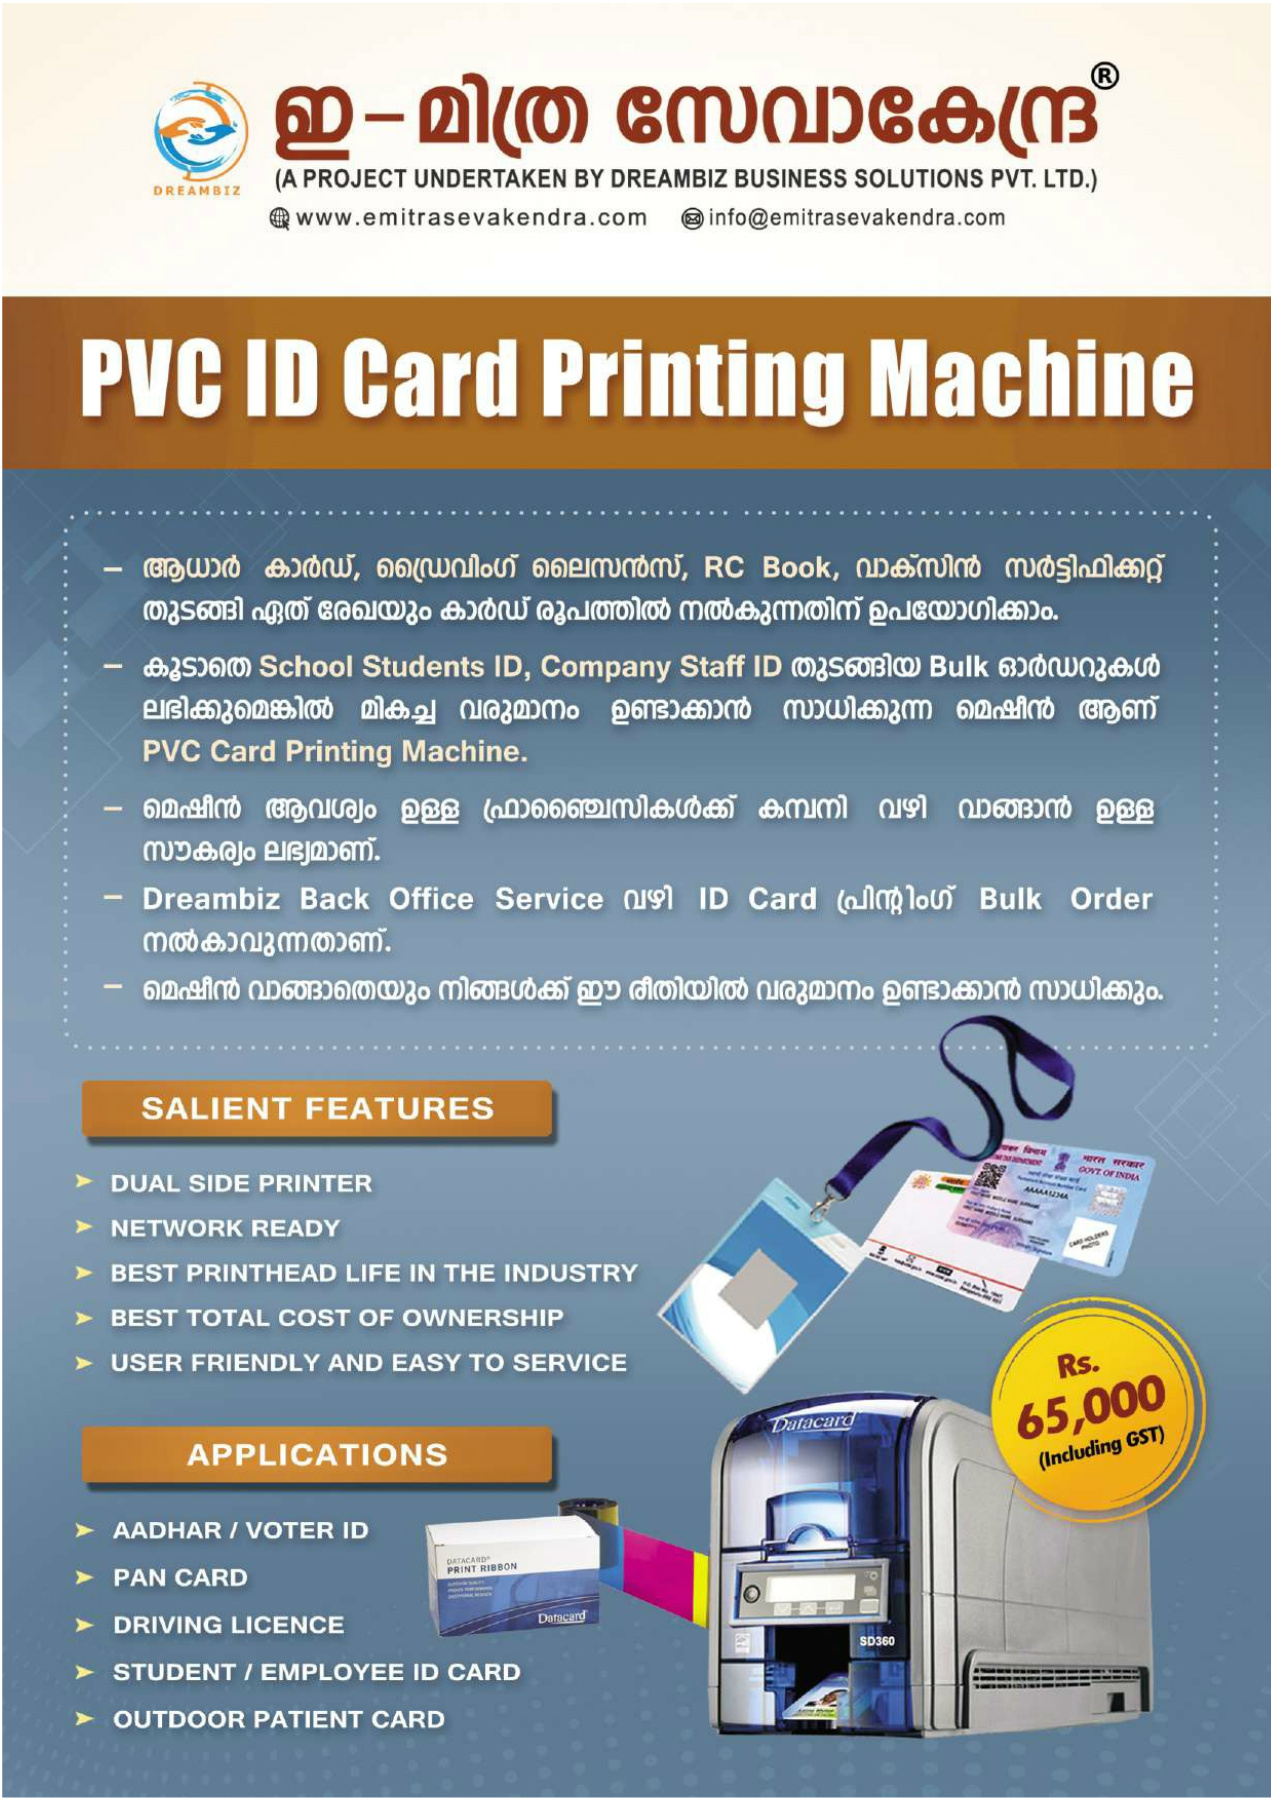 ഇ-മിത്ര സേവാകേന്ദ്ര®
DREAMBIZ
(A PROJECT UNDERTAKEN BY DREAMBIZ BUSINESS SOLUTIONS PVT. LTD.)
www.emitrasevakendra.com info@emitrasevakendra.com
PVC ID Card Printing Machine
– ആധാർ കാർഡ്, ഡ്രൈവിംഗ് ലൈസൻസ്, RC Book, വാക്സിൻ സർട്ടിഫിക്കറ്റ്
തുടങ്ങി ഏത് രേഖയും കാർഡ് രൂപത്തിൽ നൽകുന്നതിന് ഉപയോഗിക്കാം.
– കൂടാതെ School Students ID, Company Staff ID തുടങ്ങിയ Bulk ഓർഡറുകൾ
ലഭിക്കുമെങ്കിൽ മികച്ച വരുമാനം ഉണ്ടാക്കാൻ സാധിക്കുന്ന മെഷീൻ ആണ്
PVC Card Printing Machine.
– മെഷീൻ ആവശ്യം ഉള്ള ഫ്രാഞ്ചൈസികൾക്ക് കമ്പനി വഴി വാങ്ങാൻ ഉള്ള
സൗകര്യം ലഭ്യമാണ്.
– Dreambiz Back Office Service വഴി ID Card പ്രിന്റിംഗ് Bulk Order
നൽകാവുന്നതാണ്.
– മെഷീൻ വാങ്ങാതെയും നിങ്ങൾക്ക് ഈ രീതിയിൽ വരുമാനം ഉണ്ടാക്കാൻ സാധിക്കും.
SALIENT FEATURES
DUAL SIDE PRINTER
NETWORK READY
BEST PRINTHEAD LIFE IN THE INDUSTRY
BEST TOTAL COST OF OWNERSHIP
USER FRIENDLY AND EASY TO SERVICE
भारत सरकार
GOVT. OF INDIA
AAAAA1234A
CARD HOLDERS
PHOTO
Rs.
65,000
(Including GST)
APPLICATIONS
AADHAR / VOTER ID
PAN CARD
DRIVING LICENCE
STUDENT / EMPLOYEE ID CARD
OUTDOOR PATIENT CARD
DATACARD®
PRINT RIBBON
Datacard
Datacard
SD360